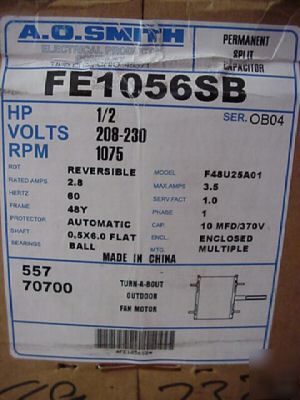 A.O.SMITH
ELECTRICAL PRODUCTS
PERMANENT
SPLIT
CAPACITOR
FE1056SB
HP 1/2 SER. OB04
VOLTS 208-230
RPM 1075
ROT REVERSIBLE MODEL F48U25A01
RATED AMPS 2.8 MAX.AMPS 3.5
HERTZ 60 SERV.FACT 1.0
FRAME 48Y PHASE 1
PROTECTOR AUTOMATIC CAP. 10 MFD/370V
SHAFT 0.5X6.0 FLAT ENCL. ENCLOSED
BEARINGS BALL MTG. MULTIPLE
MADE IN CHINA
557
70700
TURN-A-BOUT
OUTDOOR
FAN MOTOR
*FE1056SB*